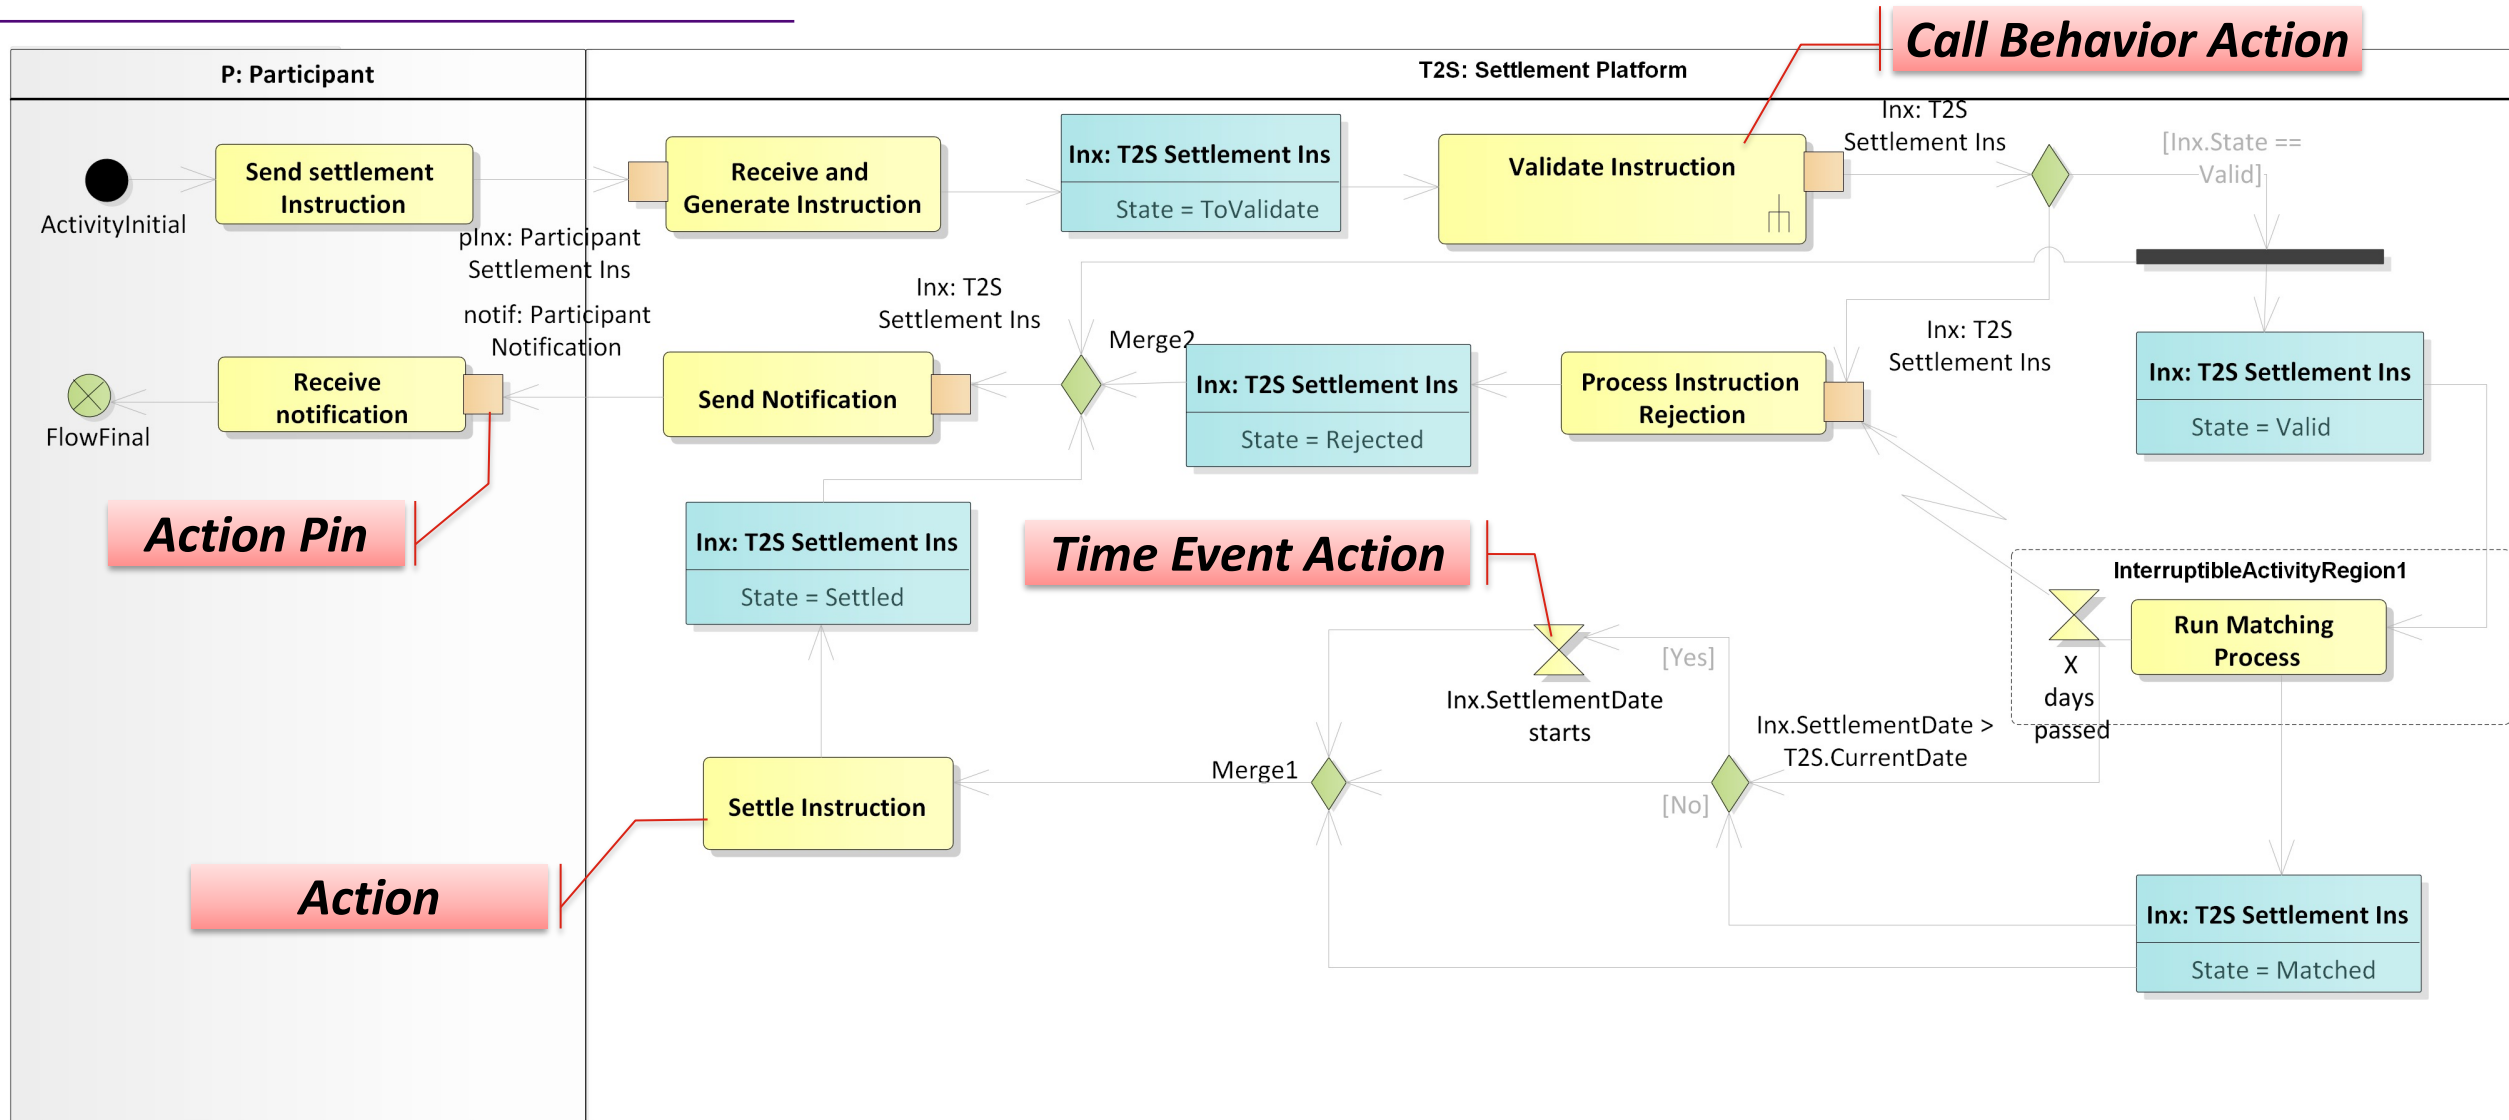 Call Behavior Action
P: Participant
T2S: Settlement Platform
Inx: T2S
Settlement Ins
[Inx.State ==
Valid]
Send settlement
Instruction
Receive and
Generate Instruction
Inx: T2S Settlement Ins
State = ToValidate
Validate Instruction
ActivityInitial
pInx: Participant
Settlement Ins
Inx: T2S
Settlement Ins
notif: Participant
Notification
Merge2
Inx: T2S
Settlement Ins
Receive
notification
Send Notification
Inx: T2S Settlement Ins
State = Rejected
Process Instruction
Rejection
Inx: T2S Settlement Ins
State = Valid
FlowFinal
Action Pin
Inx: T2S Settlement Ins
State = Settled
Time Event Action
InterruptibleActivityRegion1
Run Matching
Process
X
days
passed
[Yes]
Inx.SettlementDate
starts
Inx.SettlementDate >
T2S.CurrentDate
Merge1
[No]
Settle Instruction
Action
Inx: T2S Settlement Ins
State = Matched